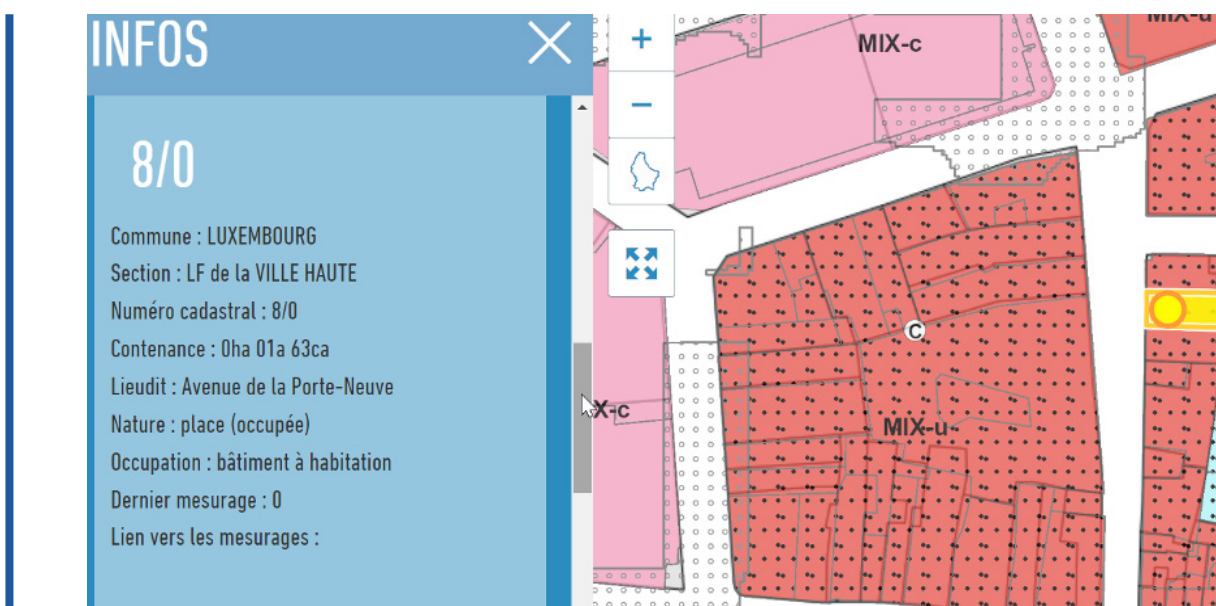 INFOS
8/0
Commune : LUXEMBOURG
Section : LF de la VILLE HAUTE
Numéro cadastral : 8/0
Contenance : 0ha 01a 63ca
Lieudit : Avenue de la Porte-Neuve
Nature : place (occupée)
Occupation : bâtiment à habitation
Dernier mesurage : 0
Lien vers les mesurages :
+
−
MIX-c
MIX-u
C
X-c
MIX-u